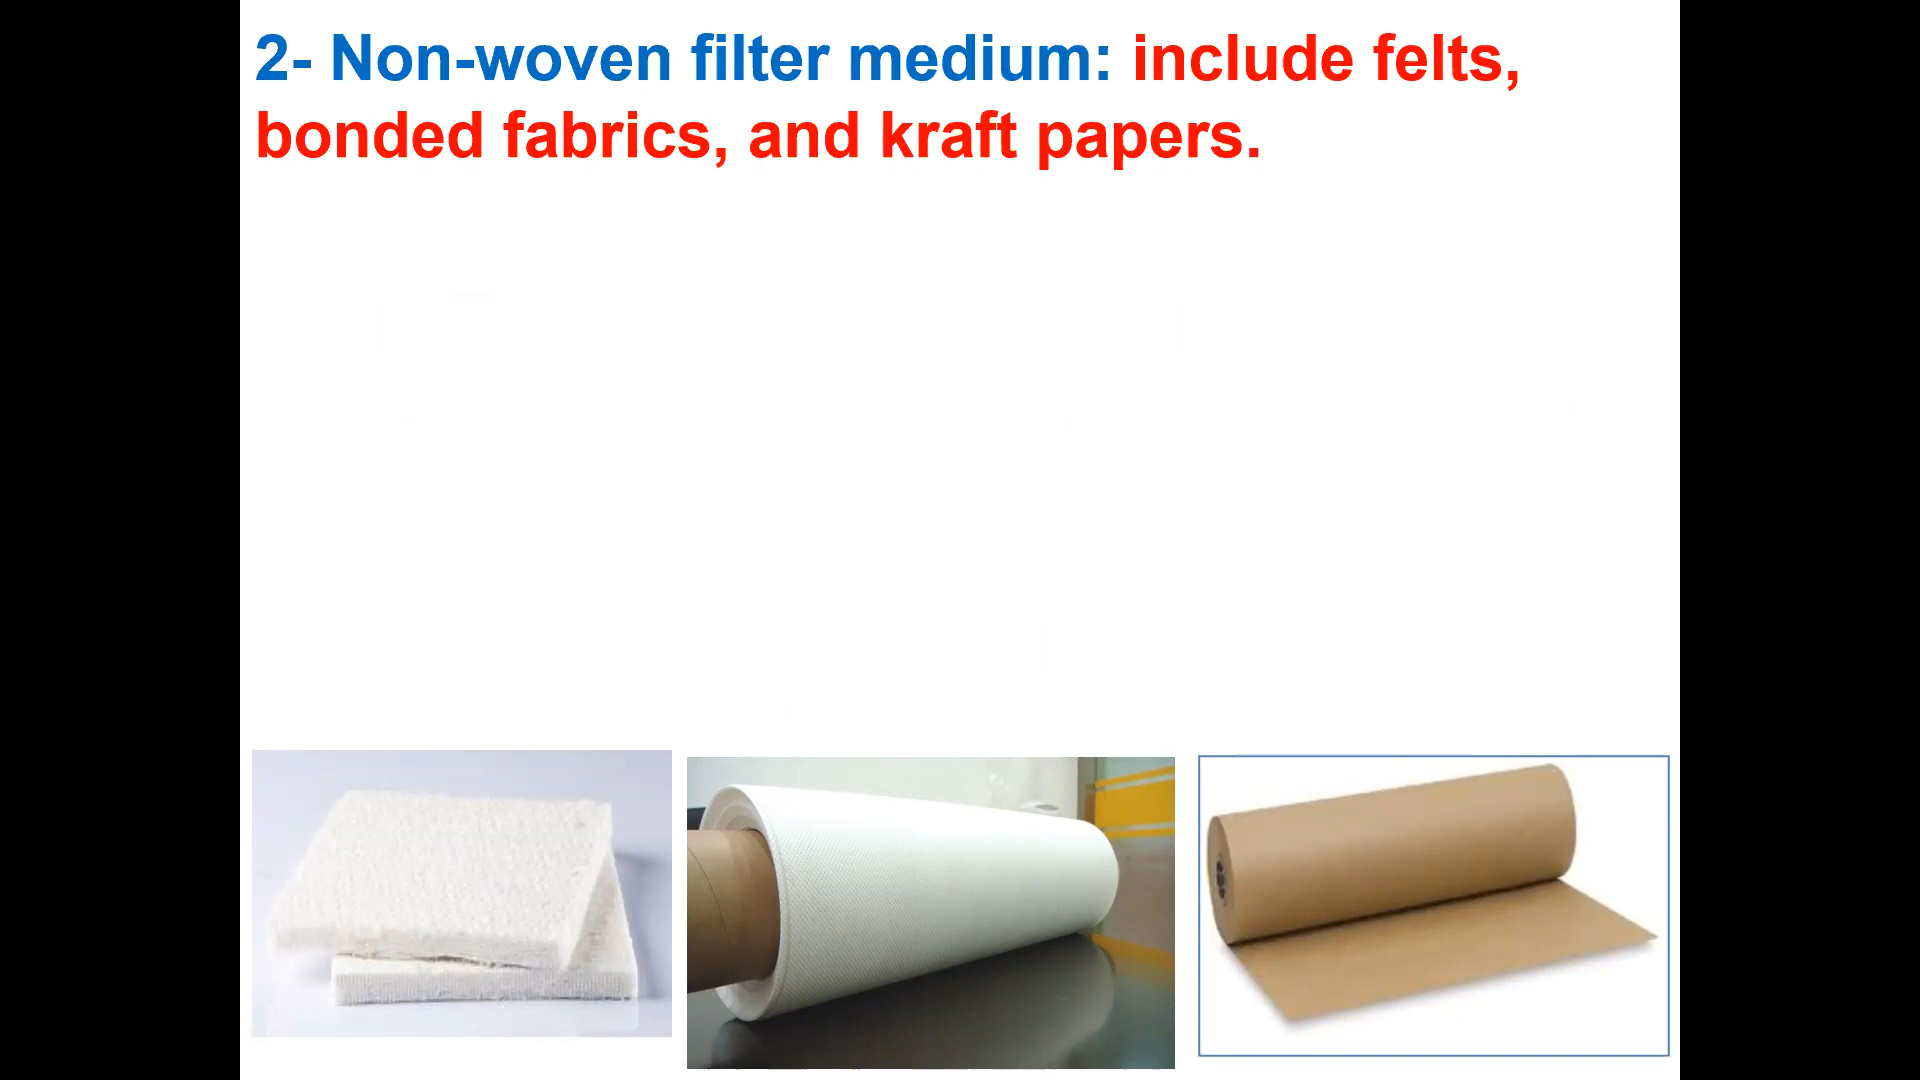 2- Non-woven filter medium: include felts,
bonded fabrics, and kraft papers.